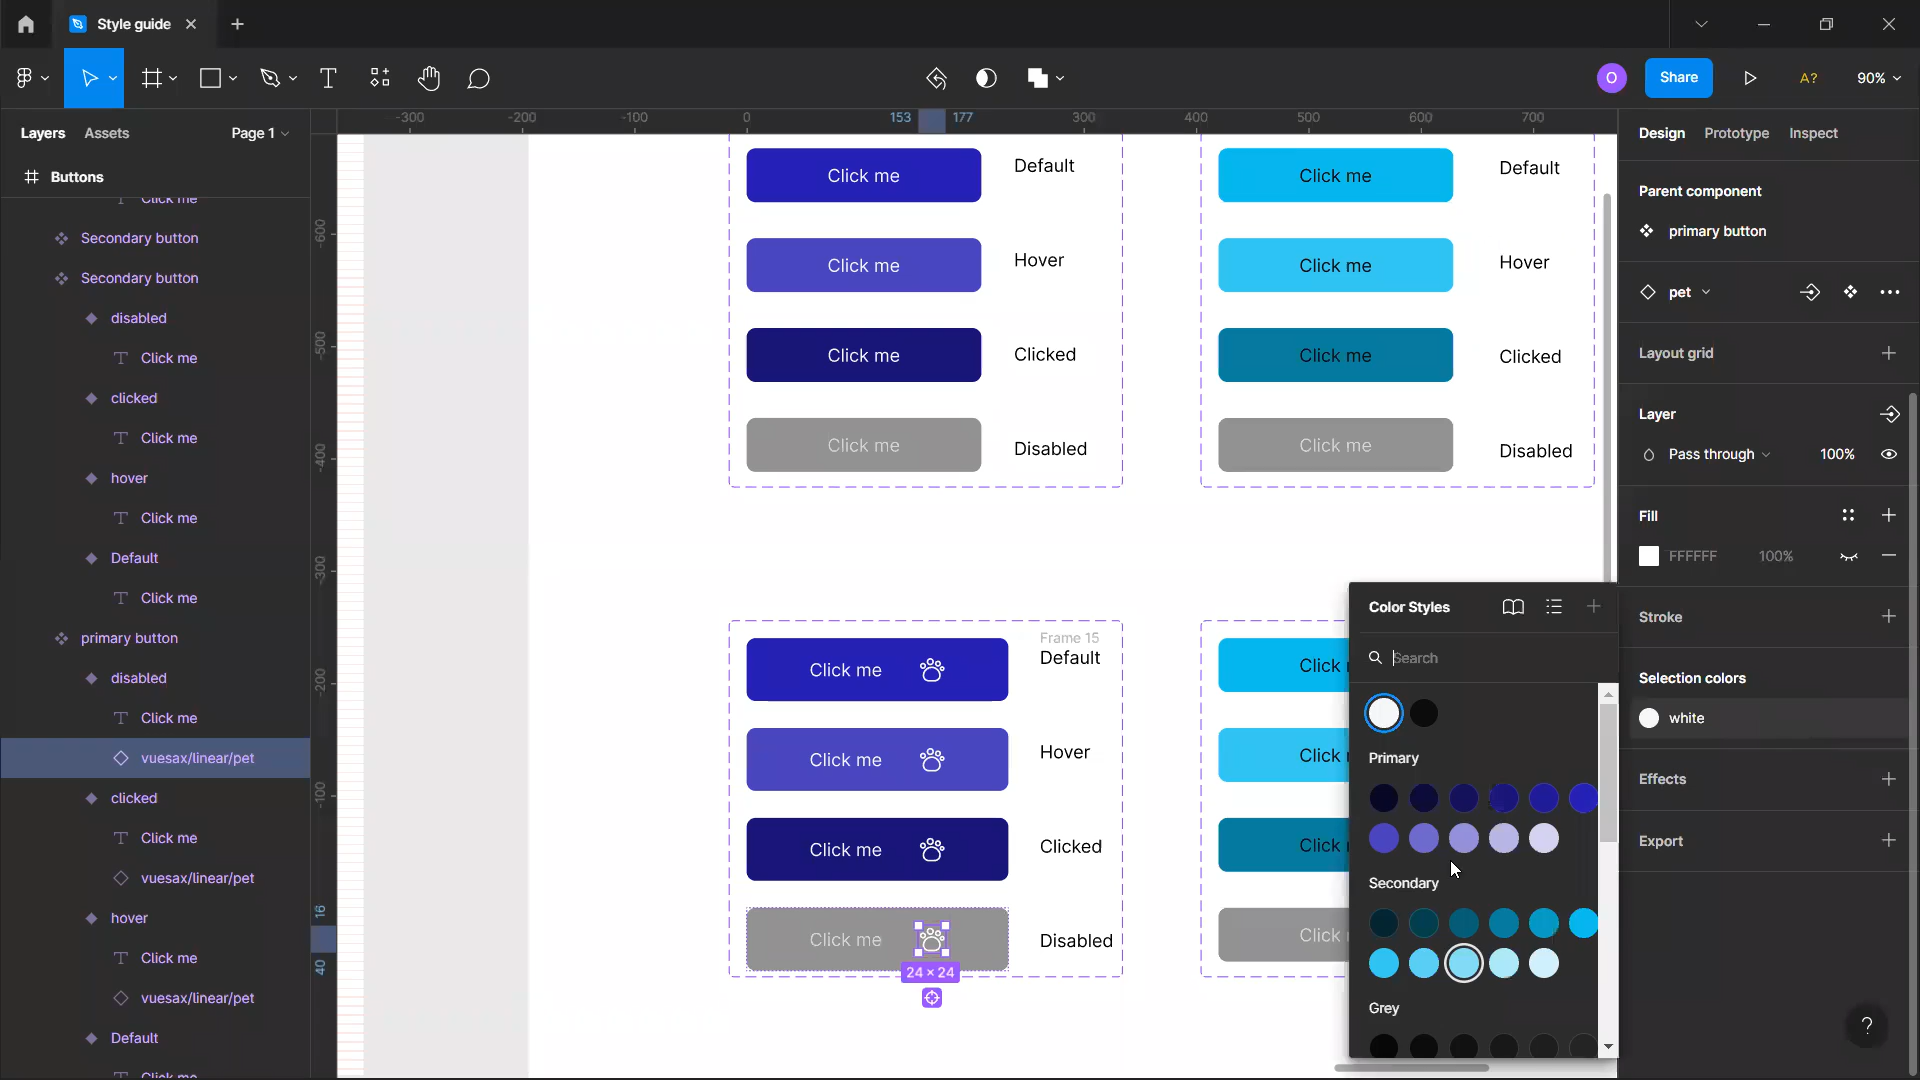 Style guide
Share
A?
90%
O
Layers
Assets
Page 1
Buttons
Click me
Secondary button
Secondary button
disabled
Click me
clicked
Click me
hover
Click me
Default
Click me
primary button
disabled
Click me
vuesax/linear/pet
clicked
Click me
vuesax/linear/pet
hover
Click me
vuesax/linear/pet
Default
Click me
-300
-200
-100
0
153
177
300
400
500
600
700
-600
-500
-400
-300
-200
-100
16
40
Click me
Default
Click me
Hover
Click me
Clicked
Click me
Disabled
Click me
Default
Click me
Hover
Click me
Clicked
Click me
Disabled
Frame 15
Click me
Default
Click me
Hover
Click me
Clicked
Click me
Disabled
24 × 24
Click
Click
Click
Click
Color Styles
Search
Primary
Secondary
Grey
Design
Prototype
Inspect
Parent component
primary button
pet
Layout grid
Layer
Pass through
100%
Fill
FFFFFF
100%
Stroke
Selection colors
white
Effects
Export
?